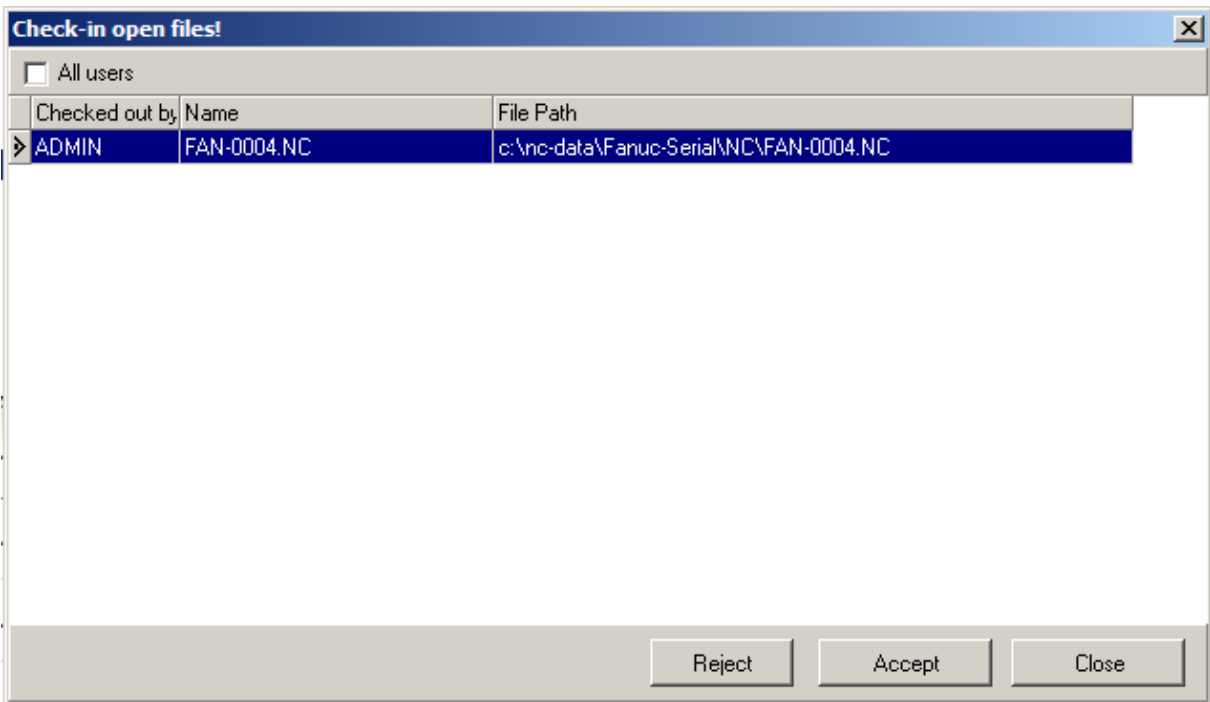 Check-in open files!
All users
Checked out by Name File Path
ADMIN FAN-0004.NC c:\nc-data\Fanuc-Serial\NC\FAN-0004.NC
Reject Accept Close